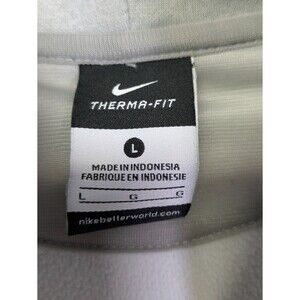 THERMA-FIT
L
MADE IN INDONESIA
FABRIQUE EN INDONESIE
L G G
nikebetterworld.com